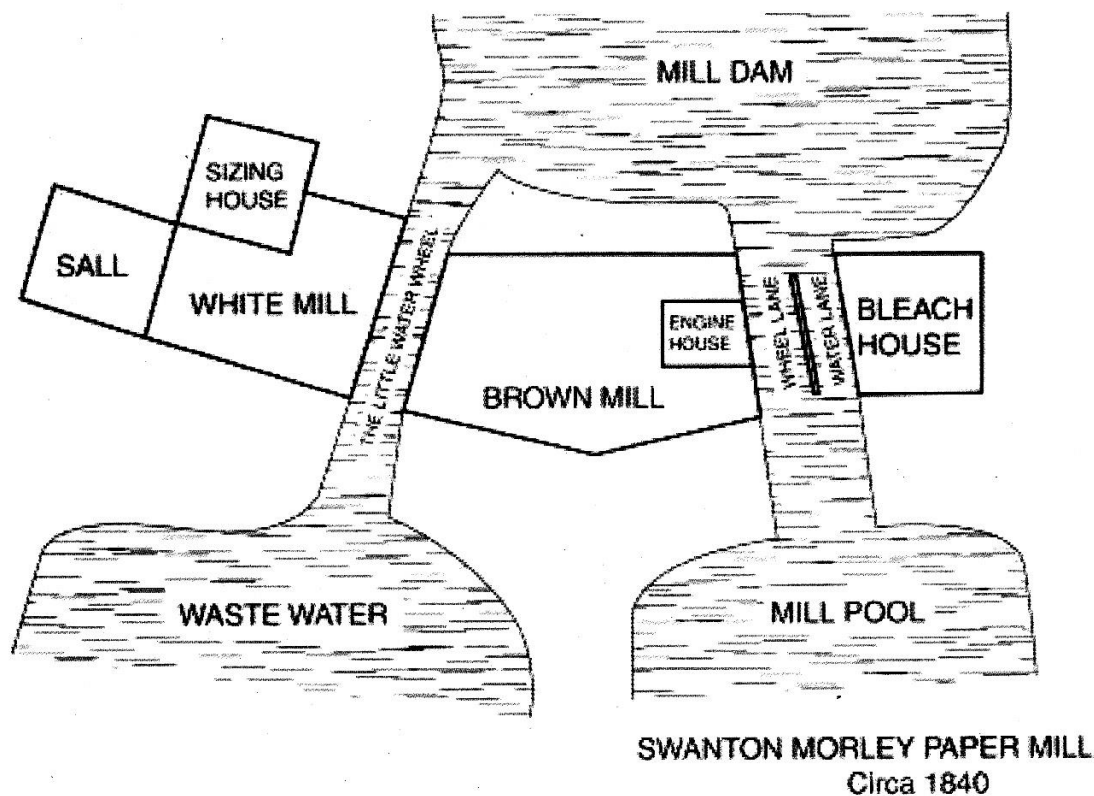 MILL DAM
SIZING
HOUSE
SALL
WHITE MILL
THE LITTLE WATER WHEEL
ENGINE
HOUSE
WHEEL LANE
WATER LANE
BLEACH
HOUSE
BROWN MILL
WASTE WATER
MILL POOL
SWANTON MORLEY PAPER MILL
Circa 1840